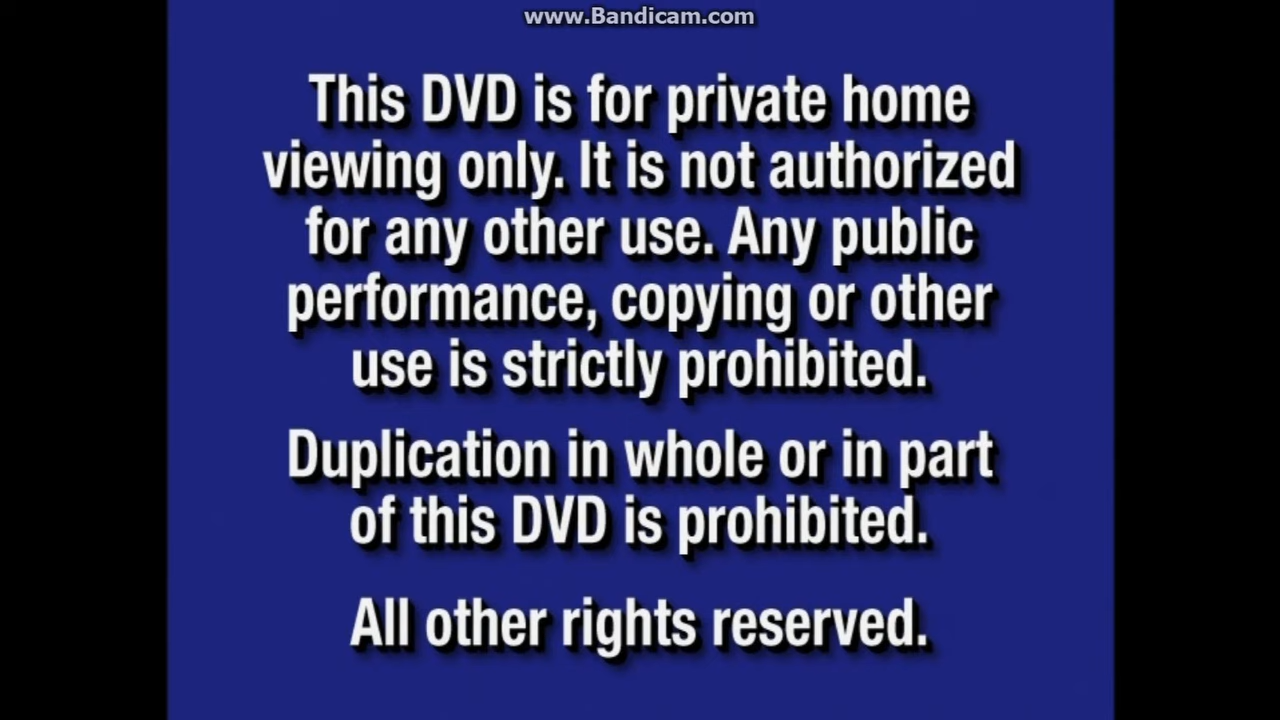 www.Bandicam.com
This DVD is for private home
viewing only. It is not authorized
for any other use. Any public
performance, copying or other
use is strictly prohibited.
Duplication in whole or in part
of this DVD is prohibited.
All other rights reserved.